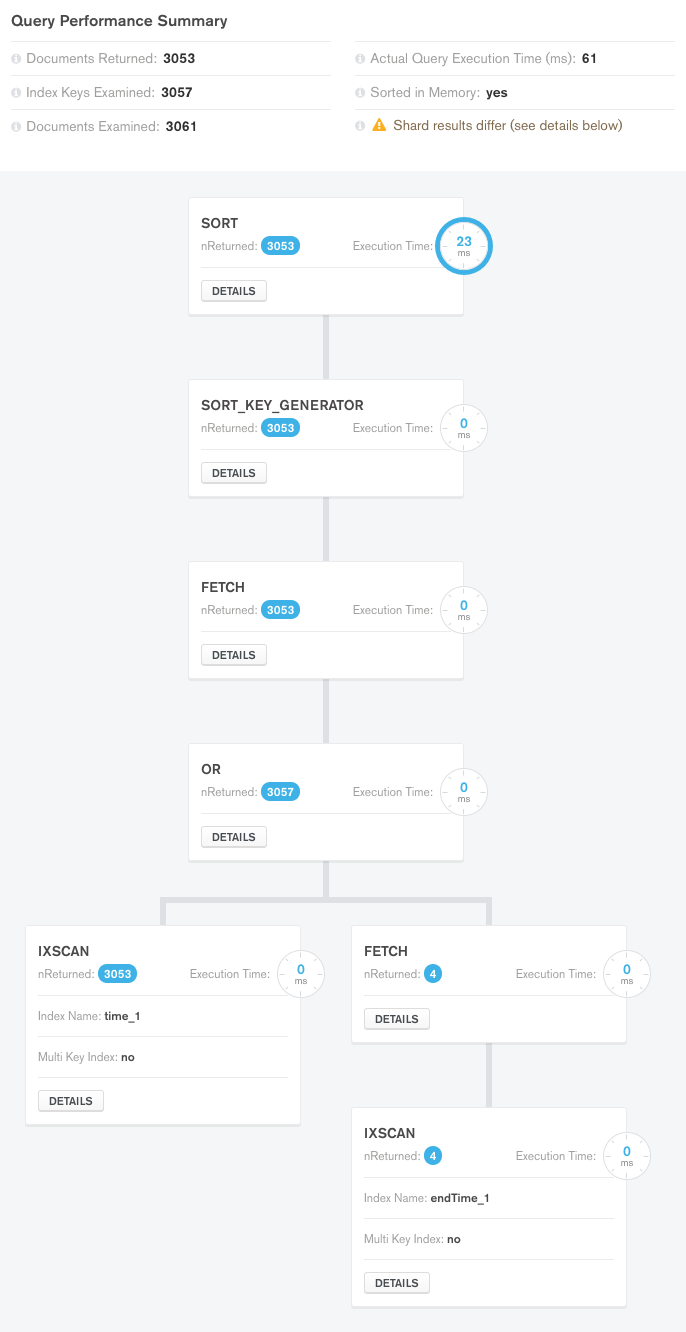 Query Performance Summary
Documents Returned: 3053
Actual Query Execution Time (ms): 61
Index Keys Examined: 3057
Sorted in Memory: yes
Documents Examined: 3061
Shard results differ (see details below)
SORT
nReturned: 3053 Execution Time: 23 ms
DETAILS
SORT_KEY_GENERATOR
nReturned: 3053 Execution Time: 0 ms
DETAILS
FETCH
nReturned: 3053 Execution Time: 0 ms
DETAILS
OR
nReturned: 3057 Execution Time: 0 ms
DETAILS
IXSCAN
nReturned: 3053 Execution Time: 0 ms
Index Name: time_1
Multi Key Index: no
DETAILS
FETCH
nReturned: 4 Execution Time: 0 ms
DETAILS
IXSCAN
nReturned: 4 Execution Time: 0 ms
Index Name: endTime_1
Multi Key Index: no
DETAILS